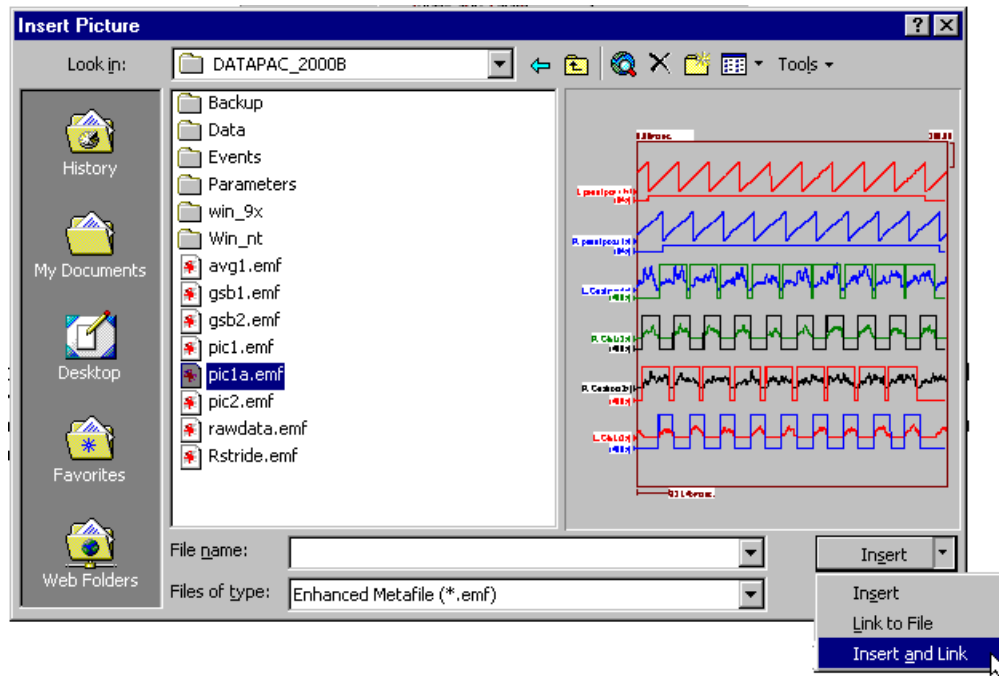 Insert Picture
Look in:
DATAPAC_2000B
Tools
History
My Documents
Desktop
Favorites
Web Folders
Backup
Data
Events
Parameters
win_9x
Win_nt
avg1.emf
gsb1.emf
gsb2.emf
pic1.emf
pic1a.emf
pic2.emf
rawdata.emf
Rstride.emf
File name:
Files of type:
Enhanced Metafile (*.emf)
Insert
Insert
Link to File
Insert and Link